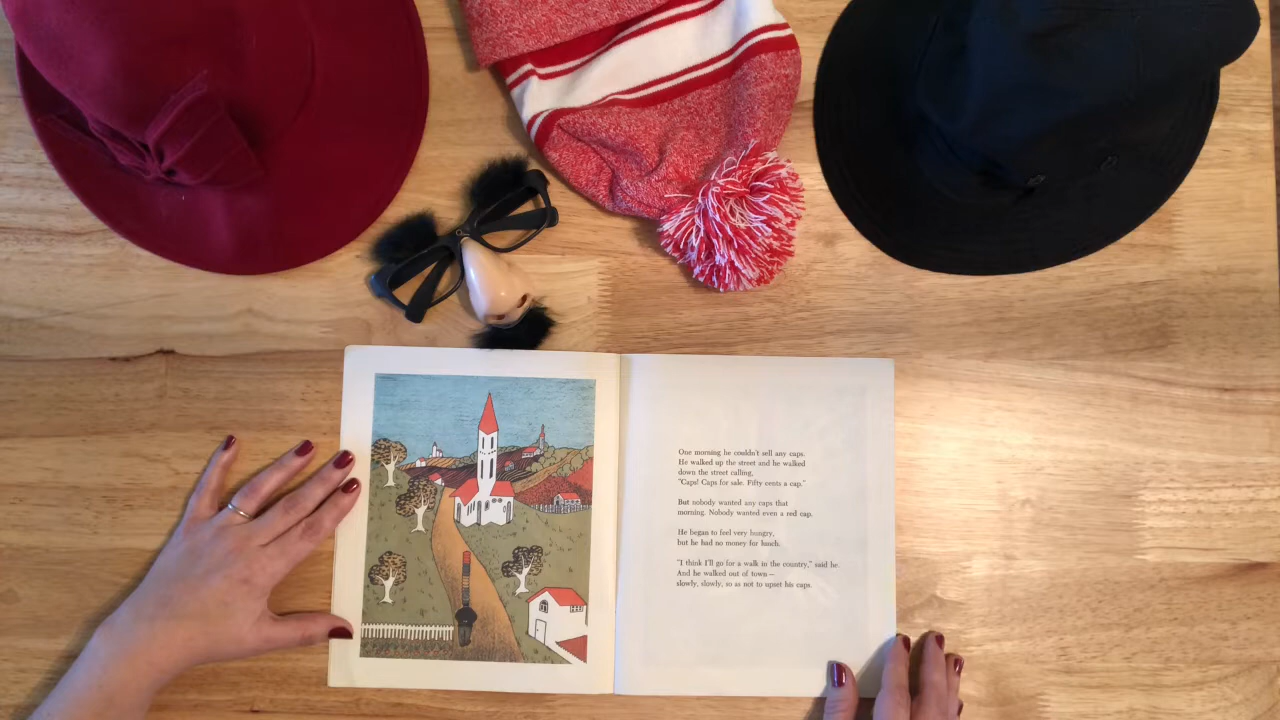 One morning he couldn't sell any caps.
He walked up the street and he walked
down the street calling,
"Caps! Caps for sale. Fifty cents a cap."
But nobody wanted any caps that
morning. Nobody wanted even a red cap.
He began to feel very hungry,
but he had no money for lunch.
"I think I'll go for a walk in the country," said he.
And he walked out of town —
slowly, slowly, so as not to upset his caps.